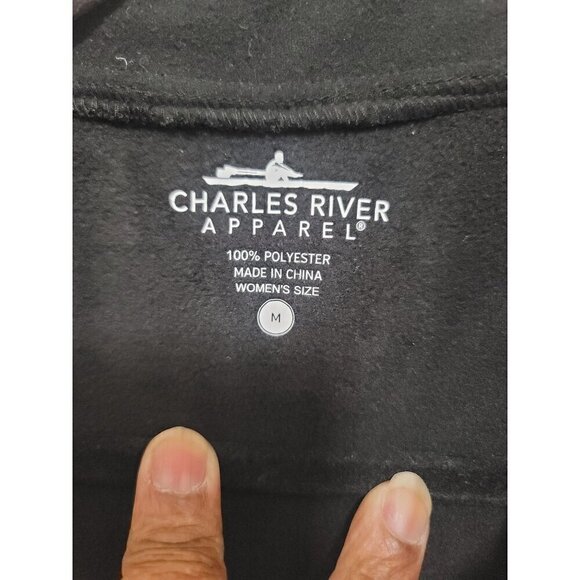 CHARLES RIVER
APPAREL®
100% POLYESTER
MADE IN CHINA
WOMEN'S SIZE
M